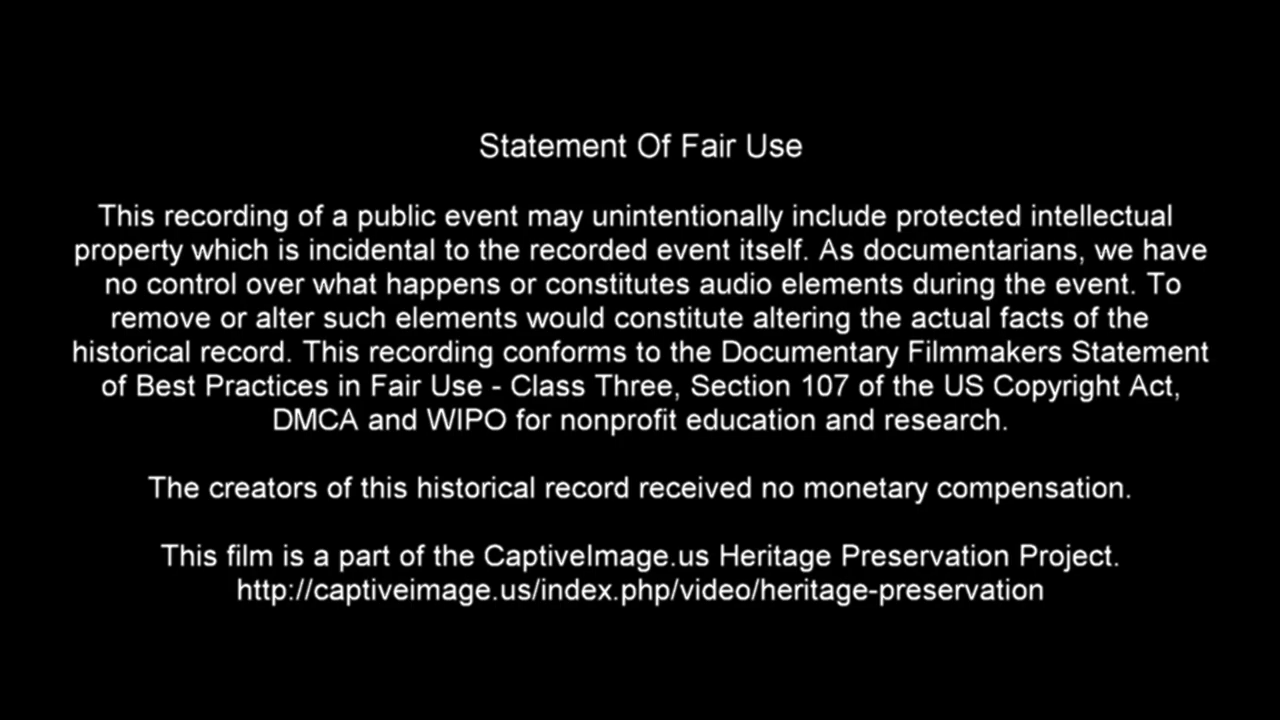 Statement Of Fair Use
This recording of a public event may unintentionally include protected intellectual
property which is incidental to the recorded event itself. As documentarians, we have
no control over what happens or constitutes audio elements during the event. To
remove or alter such elements would constitute altering the actual facts of the
historical record. This recording conforms to the Documentary Filmmakers Statement
of Best Practices in Fair Use - Class Three, Section 107 of the US Copyright Act,
DMCA and WIPO for nonprofit education and research.
The creators of this historical record received no monetary compensation.
This film is a part of the CaptiveImage.us Heritage Preservation Project.
http://captiveimage.us/index.php/video/heritage-preservation